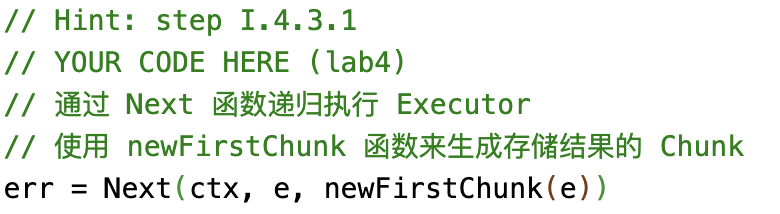 // Hint: step I.4.3.1
// YOUR CODE HERE (lab4)
// 通过 Next 函数递归执行 Executor
// 使用 newFirstChunk 函数来生成存储结果的 Chunk
err = Next(ctx, e, newFirstChunk(e))